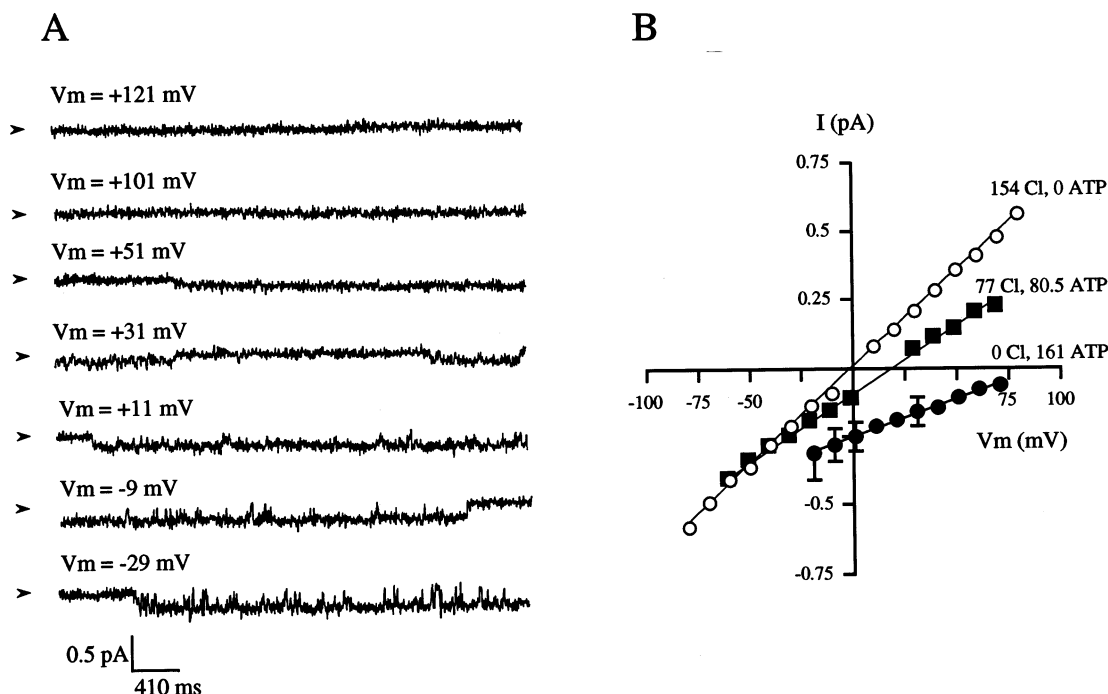 A
B
Vm = +121 mV
Vm = +101 mV
Vm = +51 mV
Vm = +31 mV
Vm = +11 mV
Vm = -9 mV
Vm = -29 mV
0.5 pA
410 ms
I (pA)
0.75
154 Cl, 0 ATP
0.5
77 Cl, 80.5 ATP
0.25
0 Cl, 161 ATP
-100 -75 -50 75 100
Vm (mV)
-0.5
-0.75